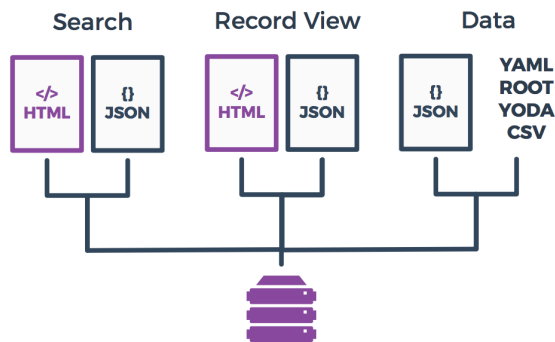 Search
Record View
Data
</>
HTML
{}
JSON
</>
HTML
{}
JSON
{}
JSON
YAML
ROOT
YODA
CSV